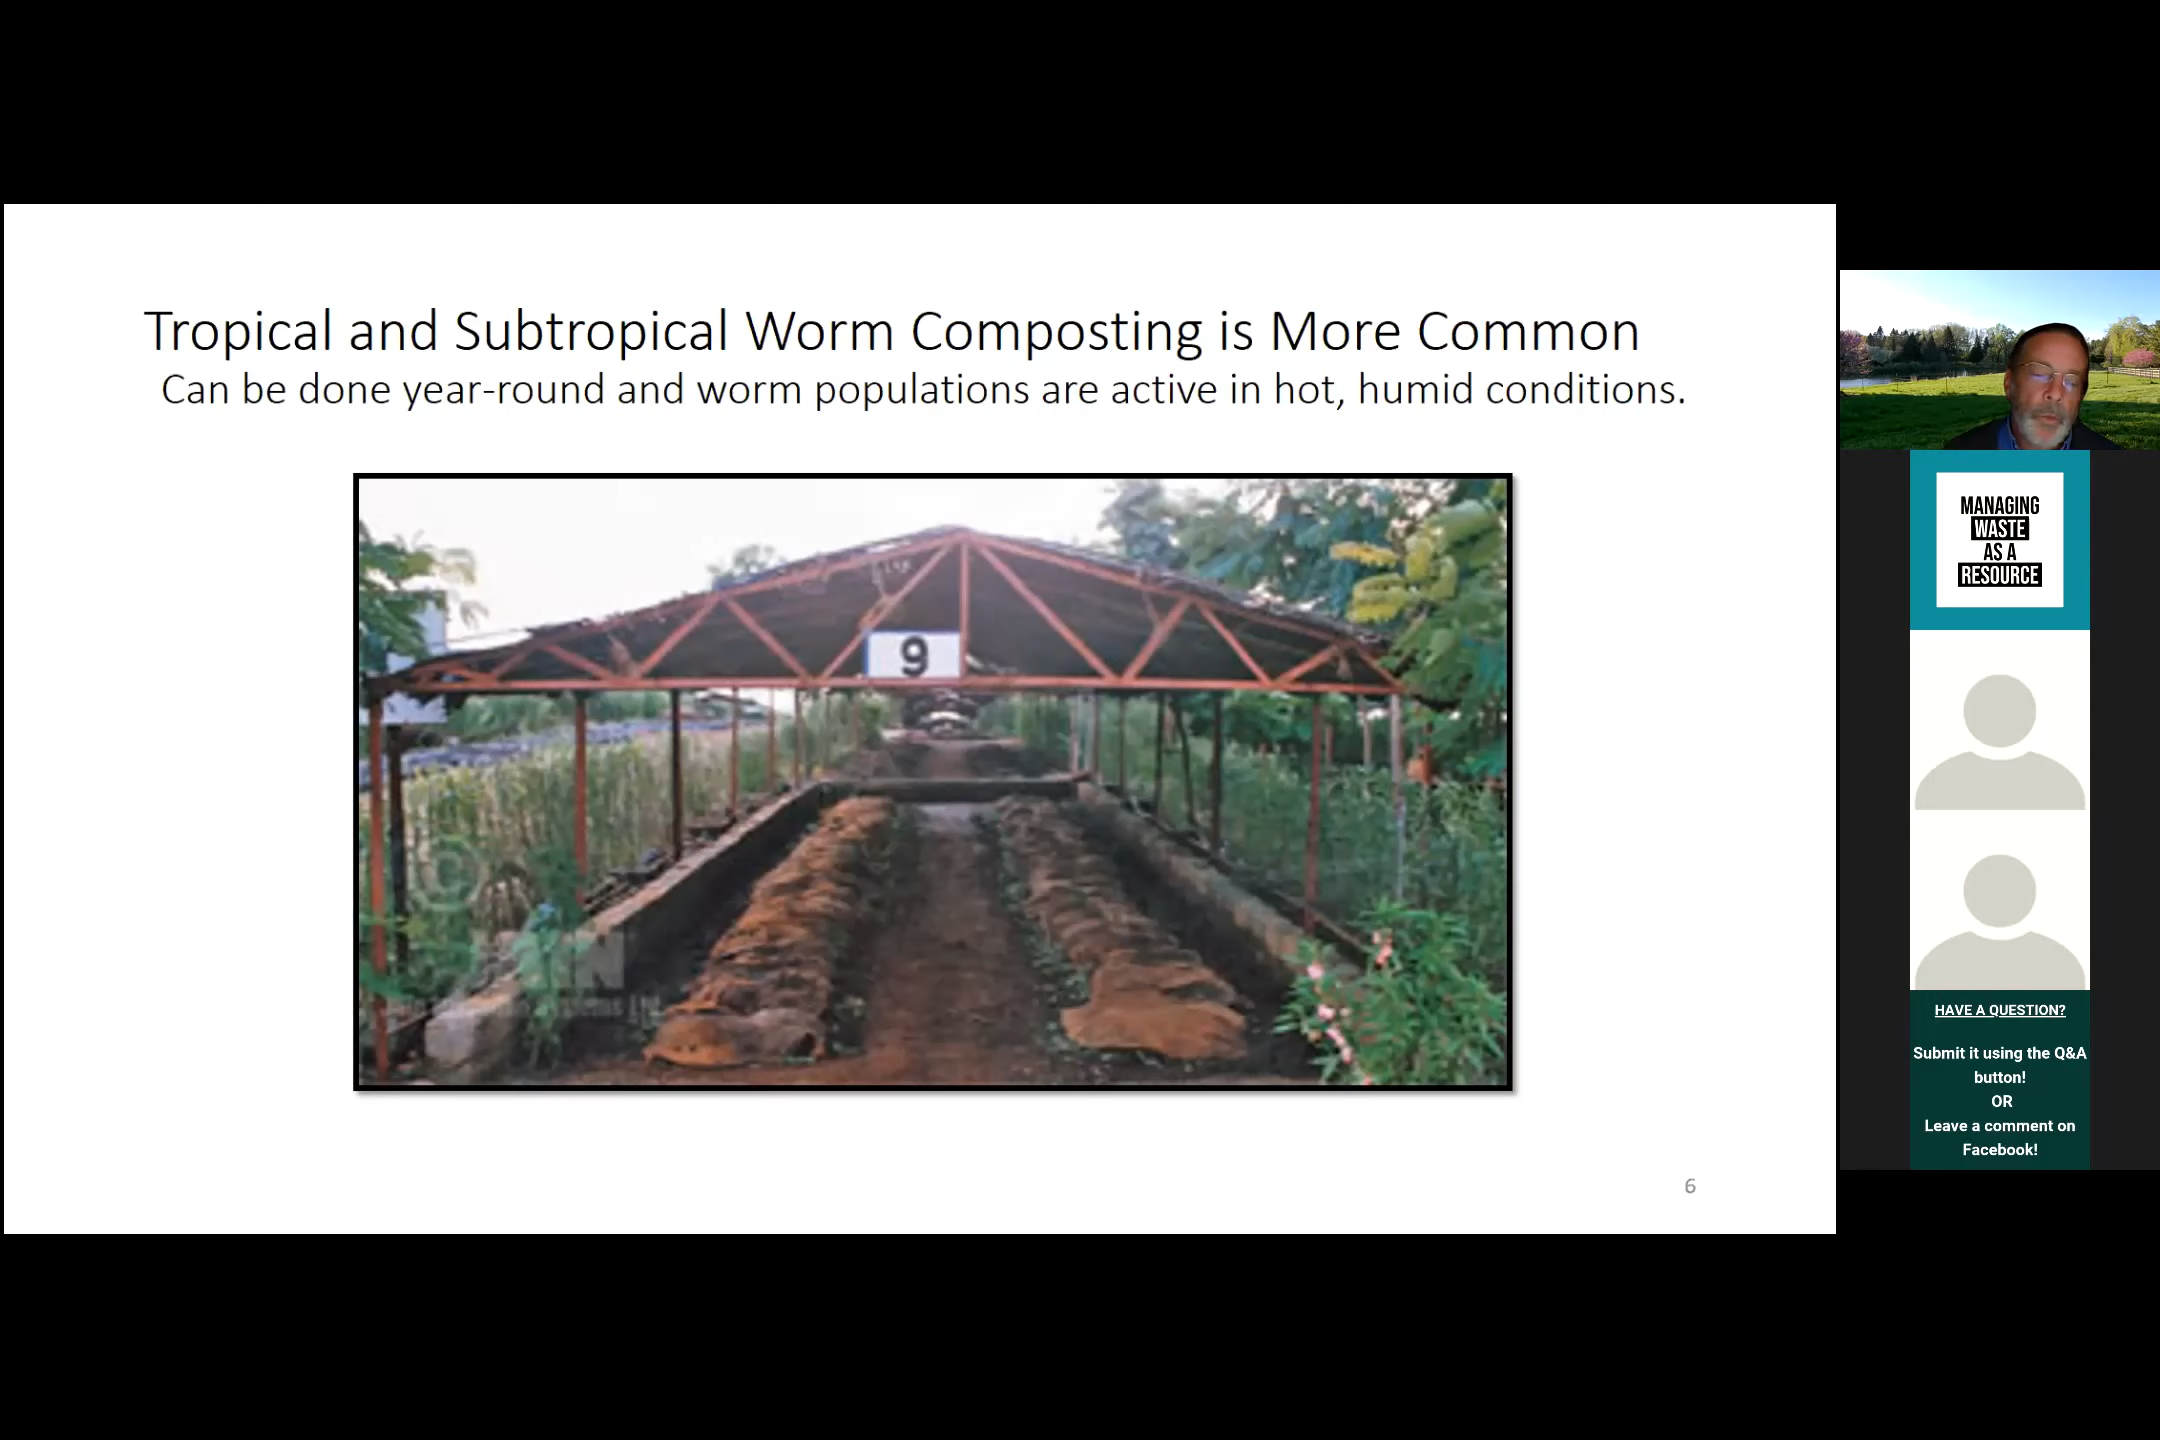 Tropical and Subtropical Worm Composting is More Common
Can be done year-round and worm populations are active in hot, humid conditions.
9
6
MANAGING
WASTE
AS A
RESOURCE
HAVE A QUESTION?
Submit it using the Q&A
button!
OR
Leave a comment on
Facebook!